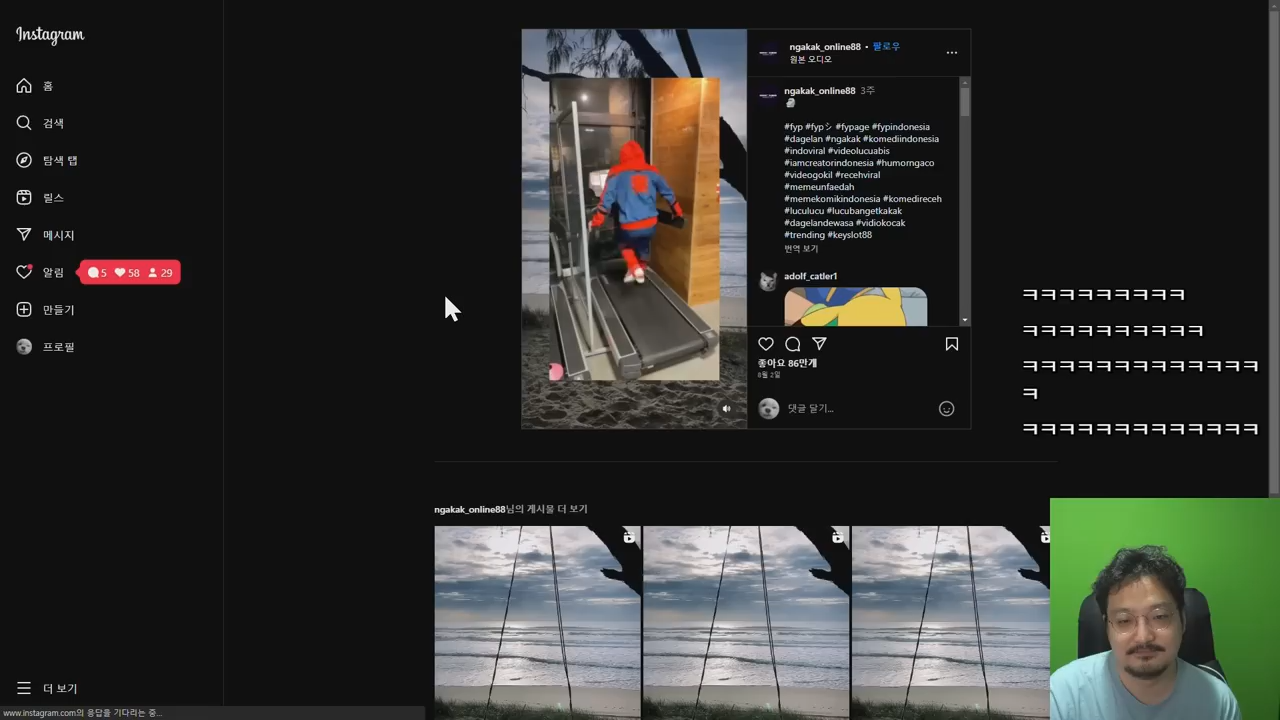 Instagram
홈
검색
탐색 탭
릴스
메시지
알림
5 58 29
만들기
프로필
더 보기
www.instagram.com의 응답을 기다리는 중...
ngakak_online88 • 팔로우
원본 오디오
ngakak_online88 3주
#fyp #fypシ #fypage #fypindonesia
#dagelan #ngakak #komediindonesia
#indoviral #videolucuabis
#iamcreatorindonesia #humorngaco
#videogokil #recehviral
#memeunfaedah
#memekomikindonesia #komedireceh
#luculucu #lucubangetkakak
#dagelandewasa #vidiokocak
#trending #keyslot88
번역 보기
adolf_catler1
좋아요 86만개
8월 2일
댓글 달기...
ngakak_online88님의 게시물 더 보기
ㅋㅋㅋㅋㅋㅋㅋㅋㅋ
ㅋㅋㅋㅋㅋㅋㅋㅋㅋㅋ
ㅋㅋㅋㅋㅋㅋㅋㅋㅋㅋㅋㅋㅋ
ㅋ
ㅋㅋㅋㅋㅋㅋㅋㅋㅋㅋㅋㅋㅋ